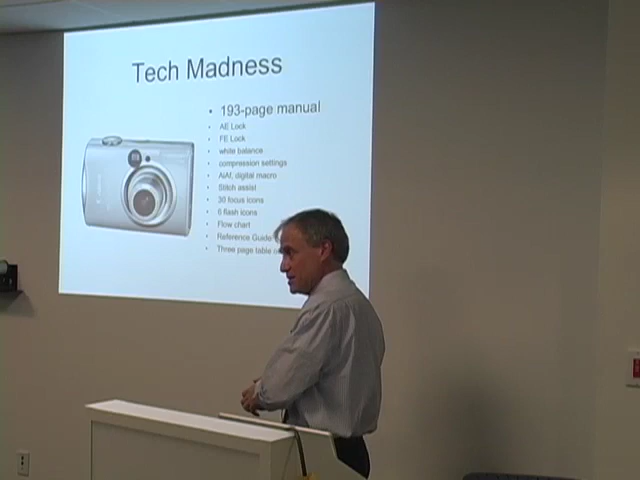 Tech Madness
• 193-page manual
• AE Lock
• FE Lock
• white balance
• compression settings
• AiAf, digital macro
• Stitch assist
• 30 focus icons
• 6 flash icons
• Flow chart
• Reference Guide
• Three page table